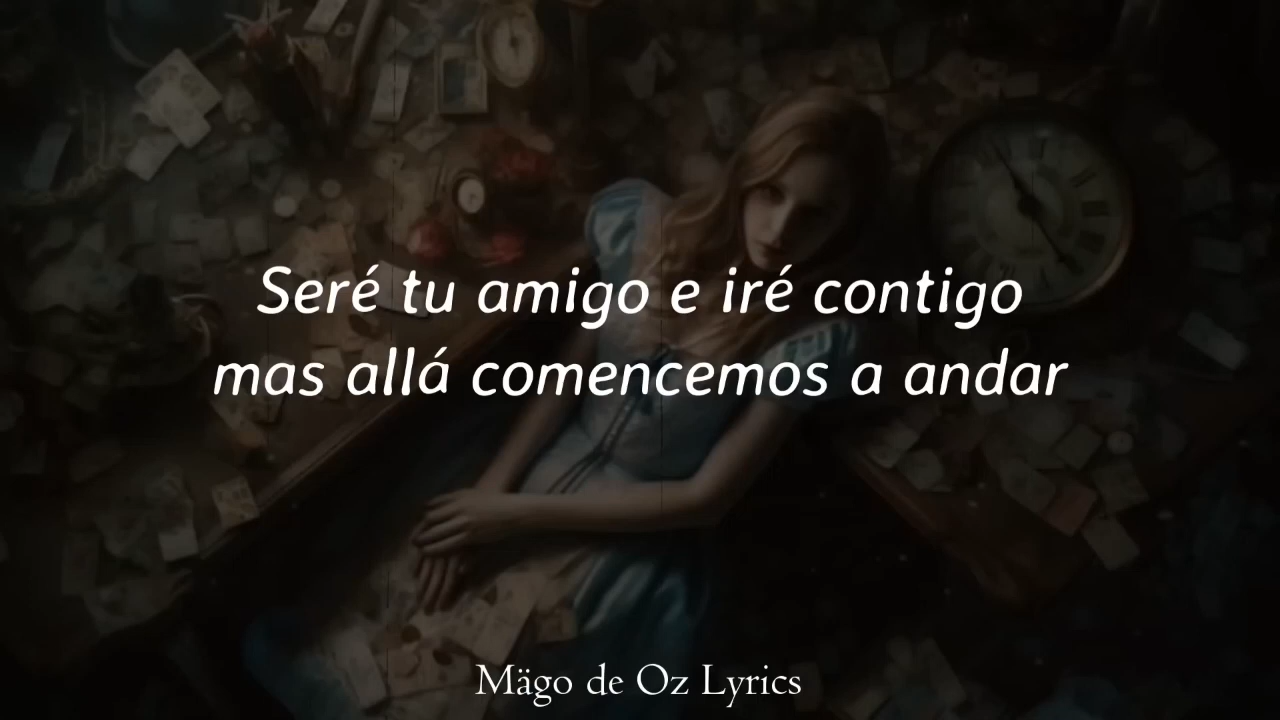 Seré tu amigo e iré contigo
mas allá comencemos a andar
Mägo de Oz Lyrics